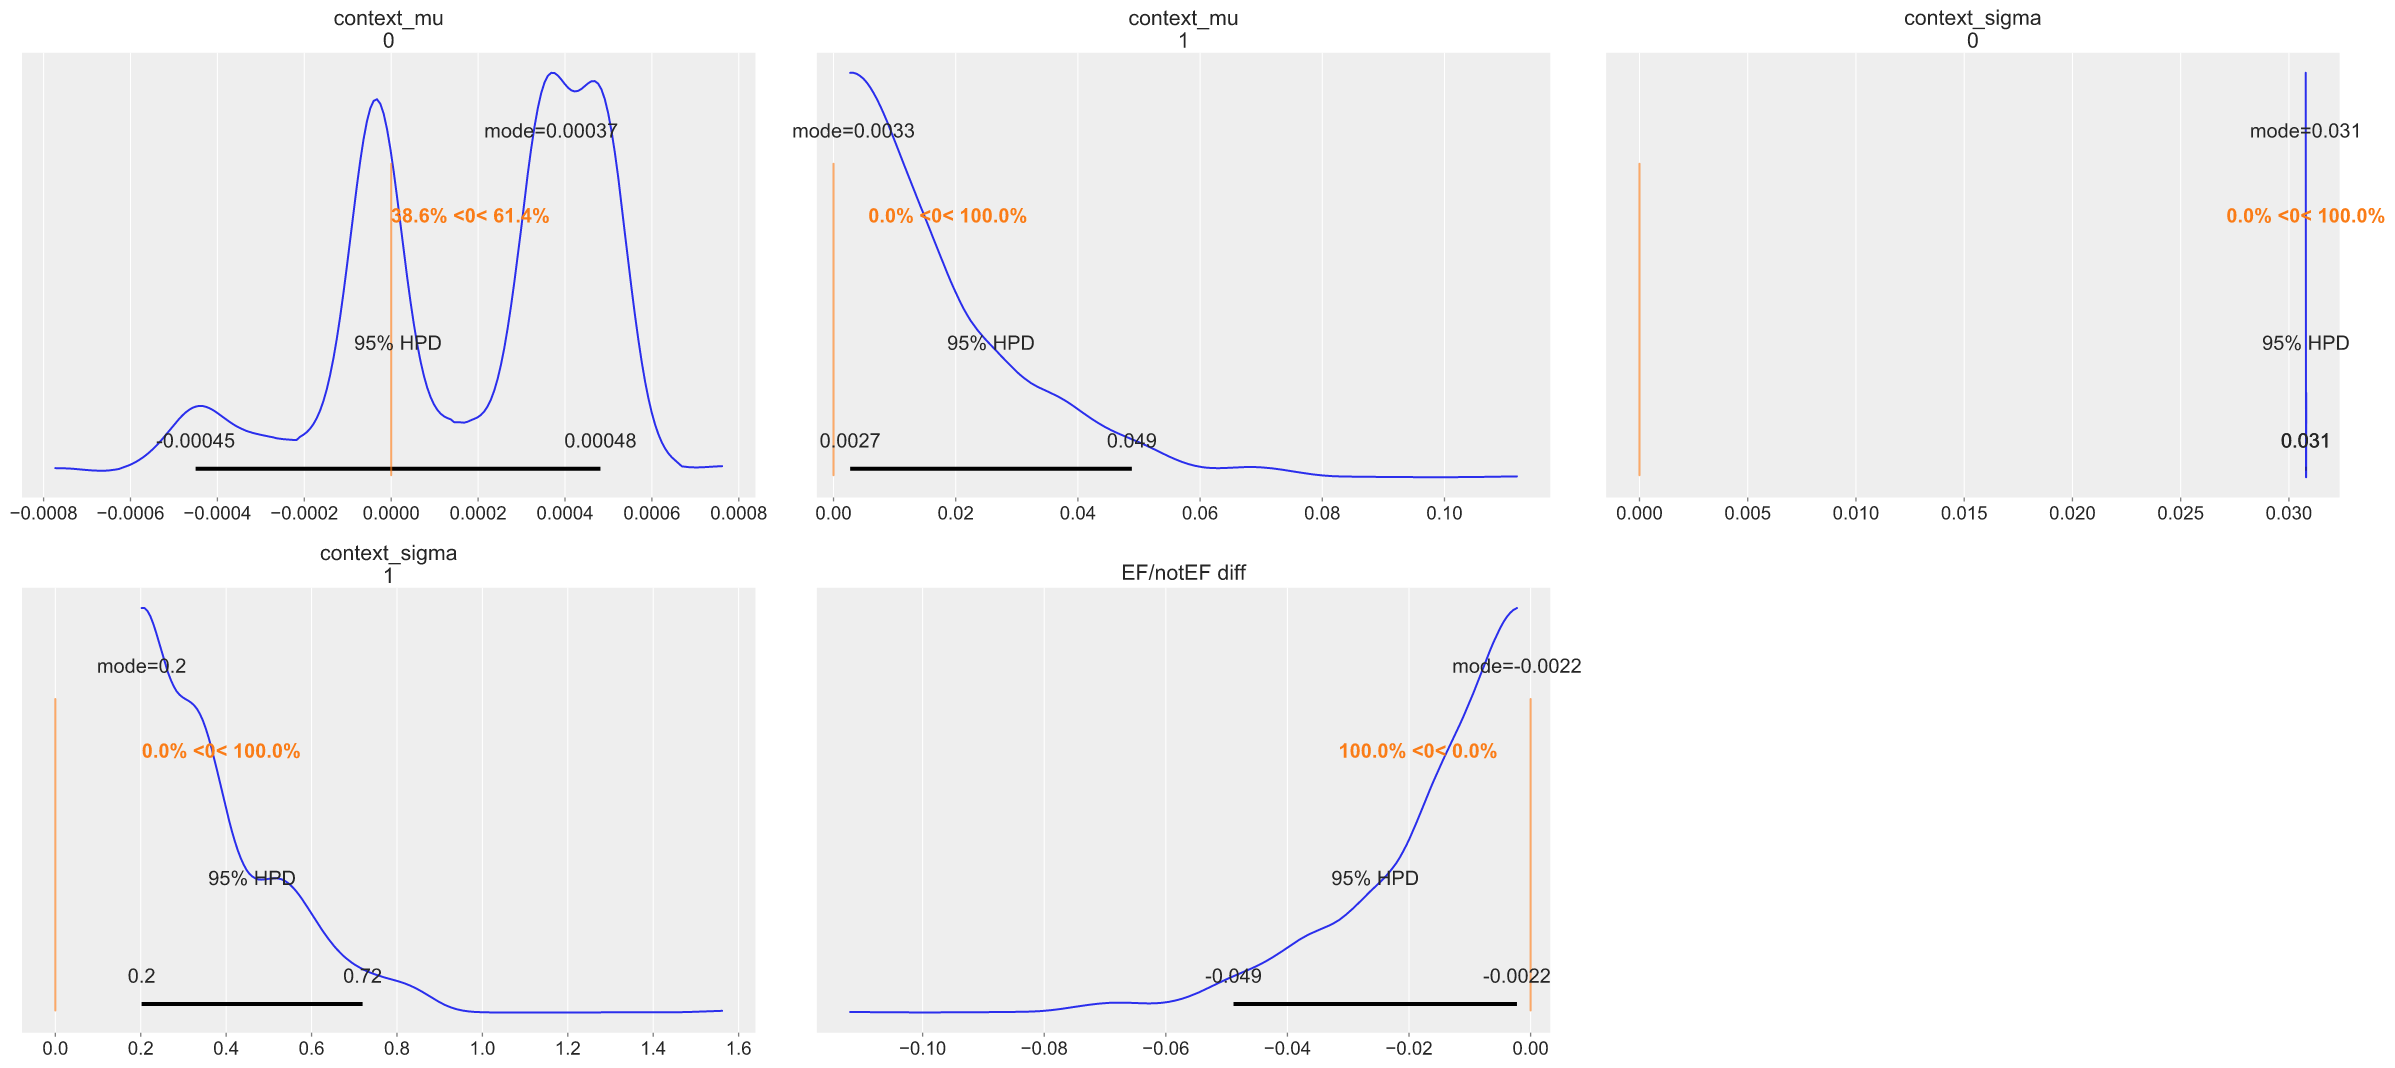 context_mu
0
mode=0.00037
38.6% <0< 61.4%
95% HPD
-0.00045
0.00048
−0.0008 −0.0006 −0.0004 −0.0002 0.0000 0.0002 0.0004 0.0006 0.0008
context_mu
1
mode=0.0033
0.0% <0< 100.0%
95% HPD
0.0027
0.049
0.00 0.02 0.04 0.06 0.08 0.10
context_sigma
0
mode=0.031
0.0% <0< 100.0%
95% HPD
0.031
0.000 0.005 0.010 0.015 0.020 0.025 0.030
context_sigma
1
mode=0.2
0.0% <0< 100.0%
95% HPD
0.2
0.72
0.0 0.2 0.4 0.6 0.8 1.0 1.2 1.4 1.6
EF/notEF diff
mode=-0.0022
100.0% <0< 0.0%
95% HPD
-0.049
-0.0022
−0.10 −0.08 −0.06 −0.04 −0.02 0.00